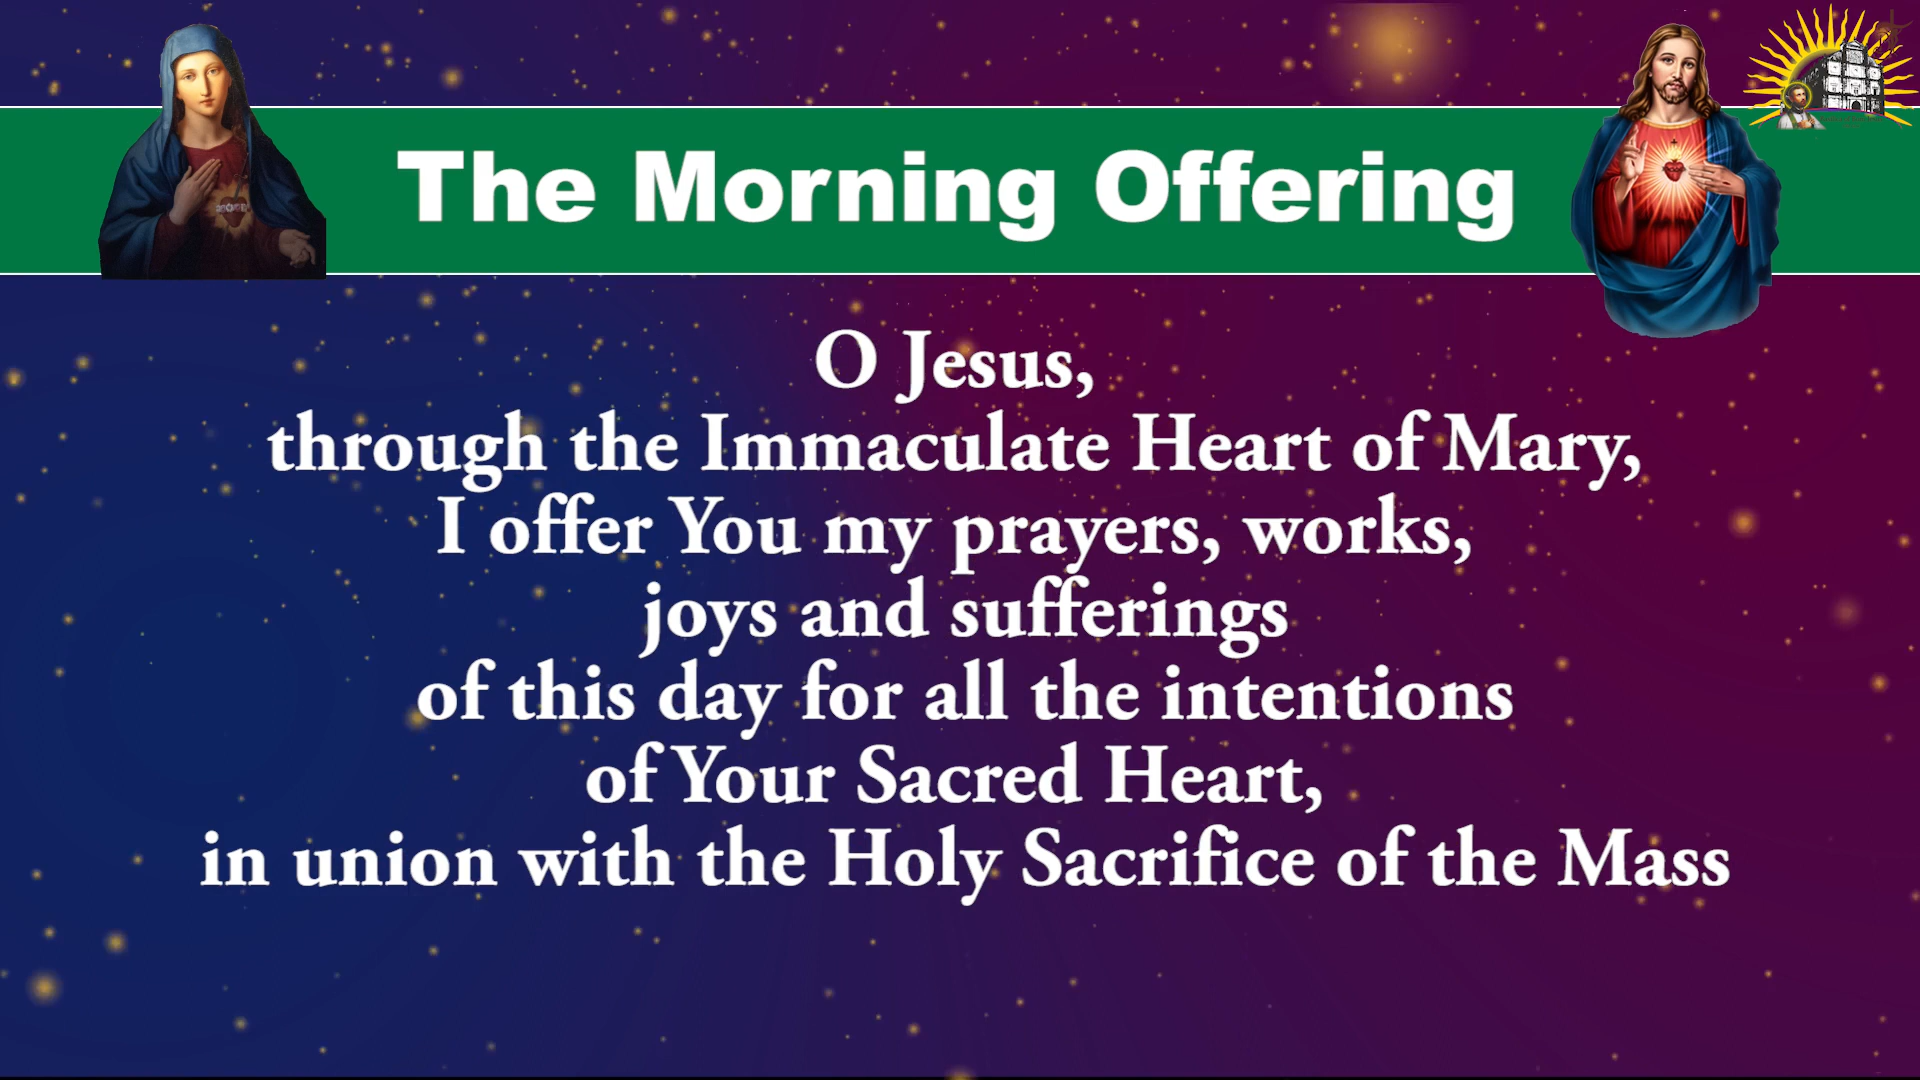 The Morning Offering
O Jesus,
through the Immaculate Heart of Mary,
I offer You my prayers, works,
joys and sufferings
of this day for all the intentions
of Your Sacred Heart,
in union with the Holy Sacrifice of the Mass